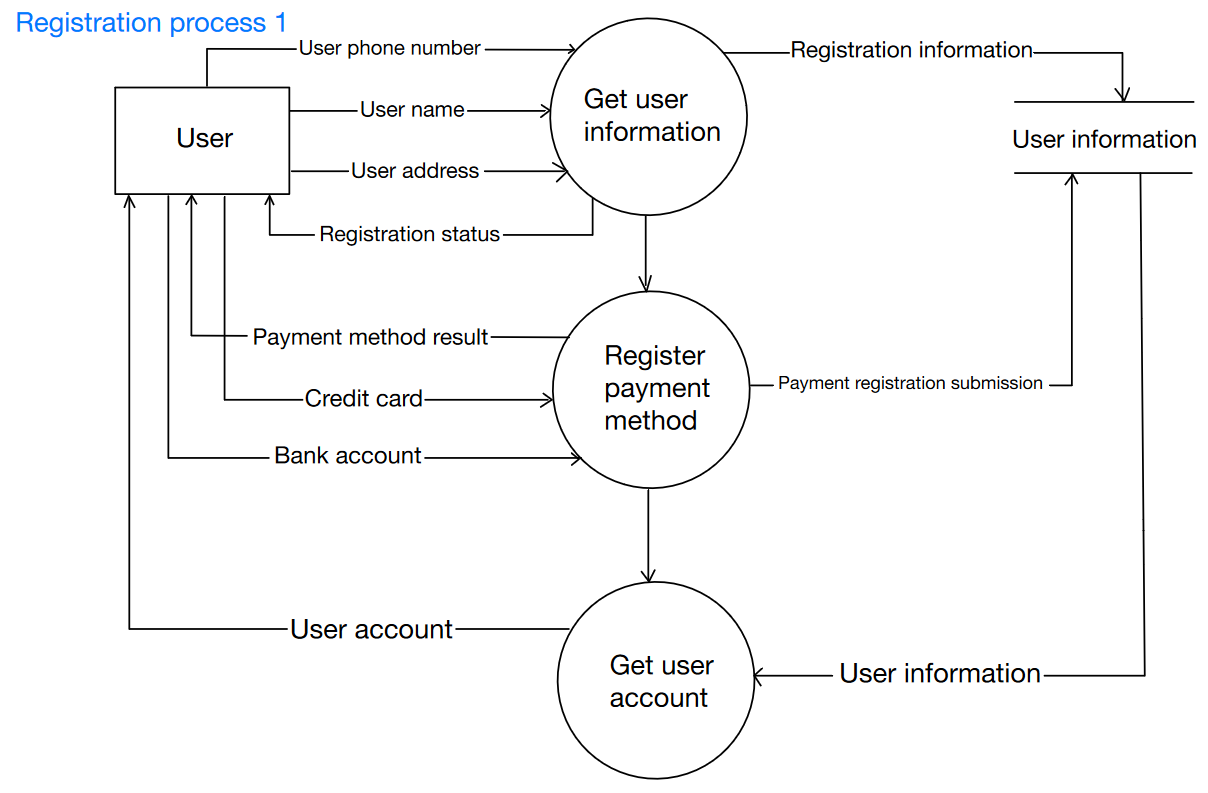 Registration process 1
User phone number
Registration information
Get user
information
User name
User
User information
User address
Registration status
Payment method result
Register
payment
method
Payment registration submission
Credit card
Bank account
User account
Get user
account
User information